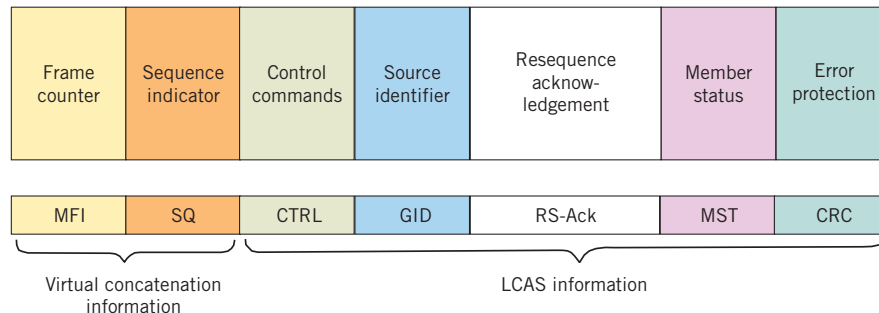 Frame
counter
Sequence
indicator
Control
commands
Source
identifier
Resequence
acknow-
ledgement
Member
status
Error
protection
MFI
SQ
CTRL
GID
RS-Ack
MST
CRC
Virtual concatenation
information
LCAS information